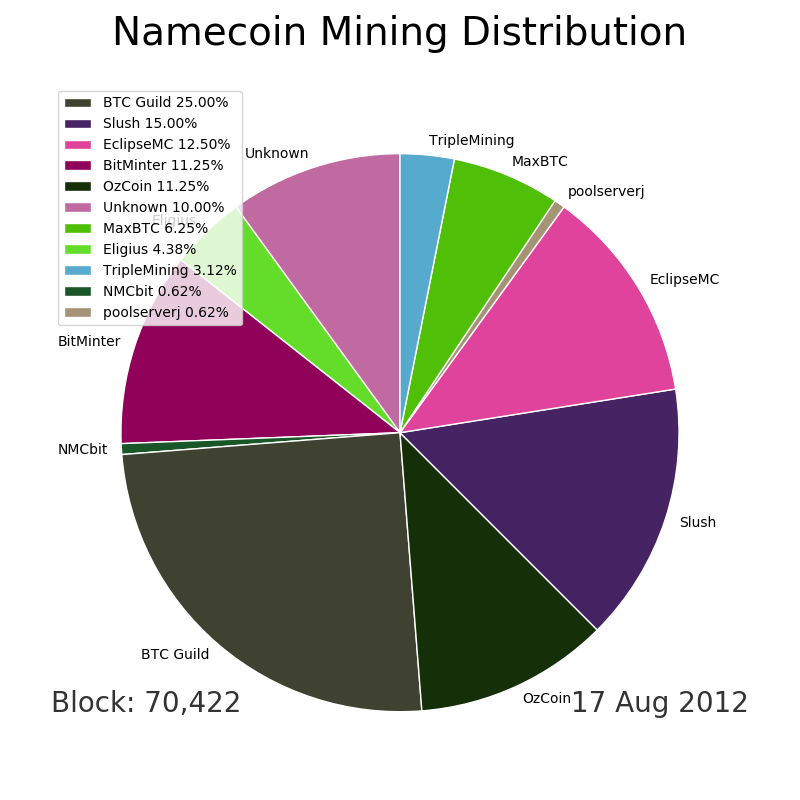 Namecoin Mining Distribution
BTC Guild 25.00%
Slush 15.00%
EclipseMC 12.50%
BitMinter 11.25%
OzCoin 11.25%
Unknown 10.00%
MaxBTC 6.25%
Eligius 4.38%
TripleMining 3.12%
NMCbit 0.62%
poolserverj 0.62%
TripleMining
Unknown
MaxBTC
poolserverj
Eligius
EclipseMC
BitMinter
NMCbit
Slush
BTC Guild
OzCoin
Block: 70,422
17 Aug 2012